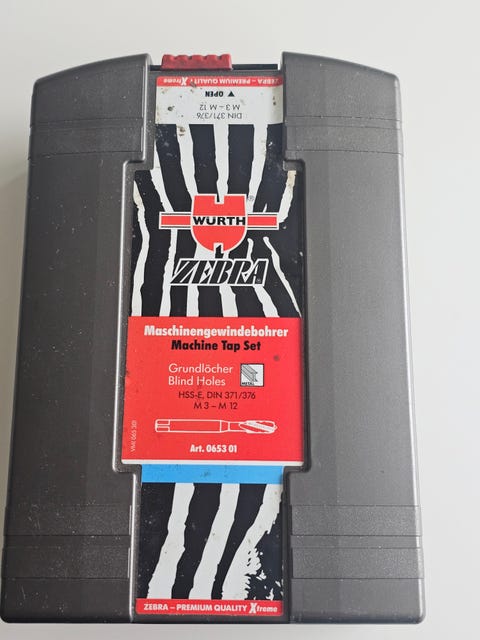 ZEBRA – PREMIUM QUALITY Xtreme
▼ OPEN
M 3 – M 12
DIN 371/376
WÜRTH
ZEBRA
Maschinengewindebohrer
Machine Tap Set
Grundlöcher
Blind Holes
METAL
HSS-E, DIN 371/376
M 3 – M 12
Art. 0653 01
ZEBRA – PREMIUM QUALITY Xtreme